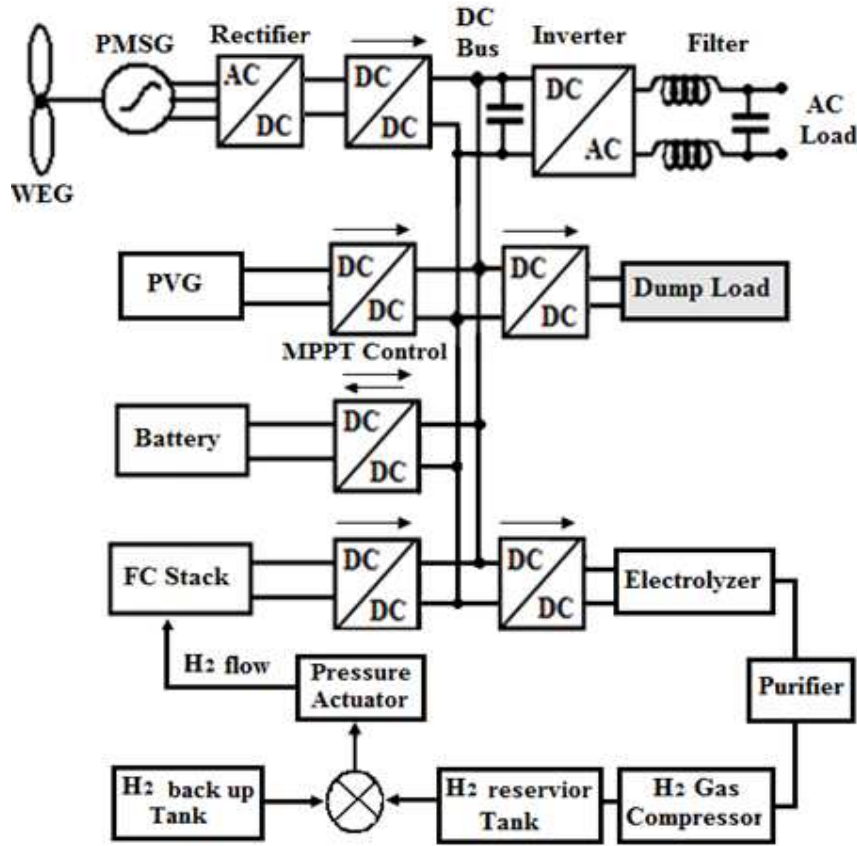 PMSG
Rectifier
DC
Bus
Inverter
Filter
AC
DC
DC
DC
DC
AC
AC
Load
WEG
PVG
DC
DC
MPPT Control
DC
DC
Dump Load
Battery
DC
DC
FC Stack
DC
DC
DC
DC
Electrolyzer
H2 flow
Pressure
Actuator
Purifier
H2 back up
Tank
H2 reservior
Tank
H2 Gas
Compressor